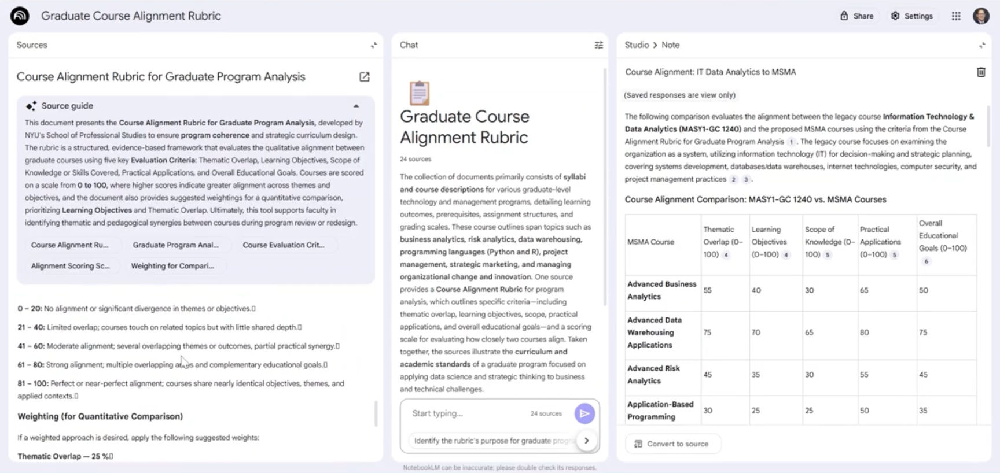 Graduate Course Alignment Rubric
Share
Settings
Sources
Course Alignment Rubric for Graduate Program Analysis
Source guide
This document presents the Course Alignment Rubric for Graduate Program Analysis, developed by
NYU's School of Professional Studies to ensure program coherence and strategic curriculum design.
The rubric is a structured, evidence-based framework that evaluates the qualitative alignment between
graduate courses using five key Evaluation Criteria: Thematic Overlap, Learning Objectives, Scope of
Knowledge or Skills Covered, Practical Applications, and Overall Educational Goals. Courses are scored
on a scale from 0 to 100, where higher scores indicate greater alignment across themes and
objectives, and the document also provides suggested weightings for a quantitative comparison,
prioritizing Learning Objectives and Thematic Overlap. Ultimately, this tool supports faculty in
identifying thematic and pedagogical synergies between courses during program review or redesign.
Course Alignment Ru...
Graduate Program Anal...
Course Evaluation Crit...
Alignment Scoring Sc...
Weighting for Compari...
0 – 20: No alignment or significant divergence in themes or objectives.
21 – 40: Limited overlap; courses touch on related topics but with little shared depth.
41 – 60: Moderate alignment; several overlapping themes or outcomes, partial practical synergy.
61 – 80: Strong alignment; multiple overlapping areas and complementary educational goals.
81 – 100: Perfect or near-perfect alignment; courses share nearly identical objectives, themes, and
applied contexts.
Weighting (for Quantitative Comparison)
If a weighted approach is desired, apply the following suggested weights:
Thematic Overlap — 25 %
Chat
Graduate Course
Alignment Rubric
24 sources
The collection of documents primarily consists of syllabi
and course descriptions for various graduate-level
technology and management programs, detailing learning
outcomes, prerequisites, assignment structures, and
grading scales. These course outlines span topics such as
business analytics, risk analytics, data warehousing,
programming languages (Python and R), project
management, strategic marketing, and managing
organizational change and innovation. One source
provides a Course Alignment Rubric for program
analysis, which outlines specific criteria—including
thematic overlap, learning objectives, scope, practical
applications, and overall educational goals—and a scoring
scale for evaluating how closely two courses align. Taken
together, the sources illustrate the curriculum and
academic standards of a graduate program focused on
applying data science and strategic thinking to business
and technical challenges.
Start typing...
24 sources
Identify the rubric's purpose for graduate progra
NotebookLM can be inaccurate; please double check its responses.
Studio > Note
Course Alignment: IT Data Analytics to MSMA
(Saved responses are view only)
The following comparison evaluates the alignment between the legacy course Information Technology &
Data Analytics (MASY1-GC 1240) and the proposed MSMA courses using the criteria from the Course
Alignment Rubric for Graduate Program Analysis 1 . The legacy course focuses on examining the
organization as a system, utilizing information technology (IT) for decision-making and strategic planning,
covering systems development, databases/data warehouses, internet technologies, computer security, and
project management practices 2 3 .
Course Alignment Comparison: MASY1-GC 1240 vs. MSMA Courses
MSMA Course
Thematic Overlap (0–100) 4
Learning Objectives (0–100) 4
Scope of Knowledge (0–100) 5
Practical Applications (0–100) 5
Overall Educational Goals (0–100) 6
Advanced Business Analytics 55 40 30 65 50
Advanced Data Warehousing Applications 75 70 65 80 75
Advanced Risk Analytics 45 35 30 55 45
Application-Based Programming 30 25 25 50 35
Convert to source